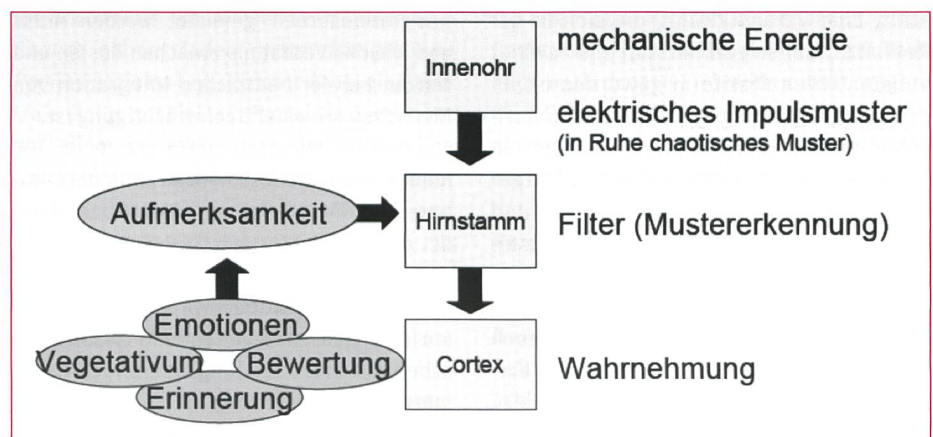 mechanische Energie
Innenohr
elektrisches Impulsmuster
(in Ruhe chaotisches Muster)
Aufmerksamkeit
Hirnstamm
Filter (Mustererkennung)
Emotionen
Vegetativum
Bewertung
Erinnerung
Cortex
Wahrnehmung